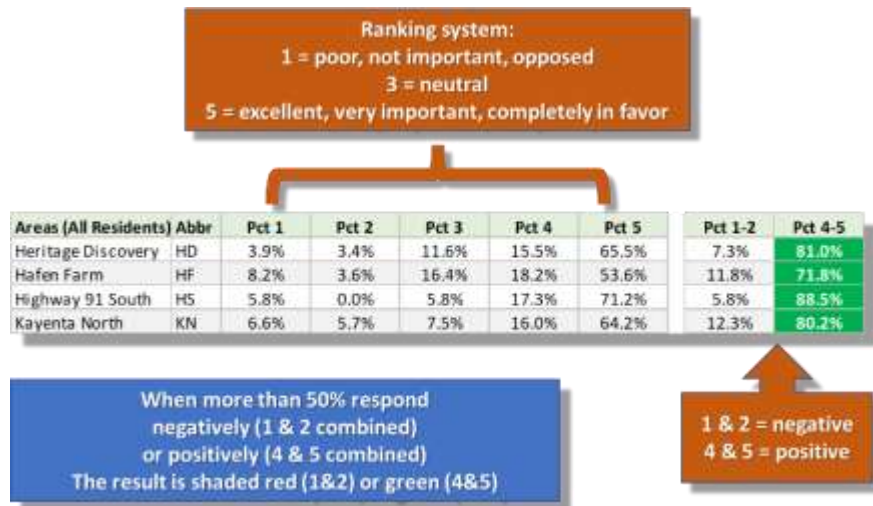 Ranking system:
1 = poor, not important, opposed
3 = neutral
5 = excellent, very important, completely in favor
Areas (All Residents) Abbr Pct 1 Pct 2 Pct 3 Pct 4 Pct 5 Pct 1-2 Pct 4-5
Heritage Discovery HD 3.9% 3.4% 11.6% 15.5% 65.5% 7.3% 81.0%
Hafen Farm HF 8.2% 3.6% 16.4% 18.2% 53.6% 11.8% 71.8%
Highway 91 South HS 5.8% 0.0% 5.8% 17.3% 71.2% 5.8% 88.5%
Kayenta North KN 6.6% 5.7% 7.5% 16.0% 64.2% 12.3% 80.2%
When more than 50% respond
negatively (1 & 2 combined)
or positively (4 & 5 combined)
The result is shaded red (1&2) or green (4&5)
1 & 2 = negative
4 & 5 = positive